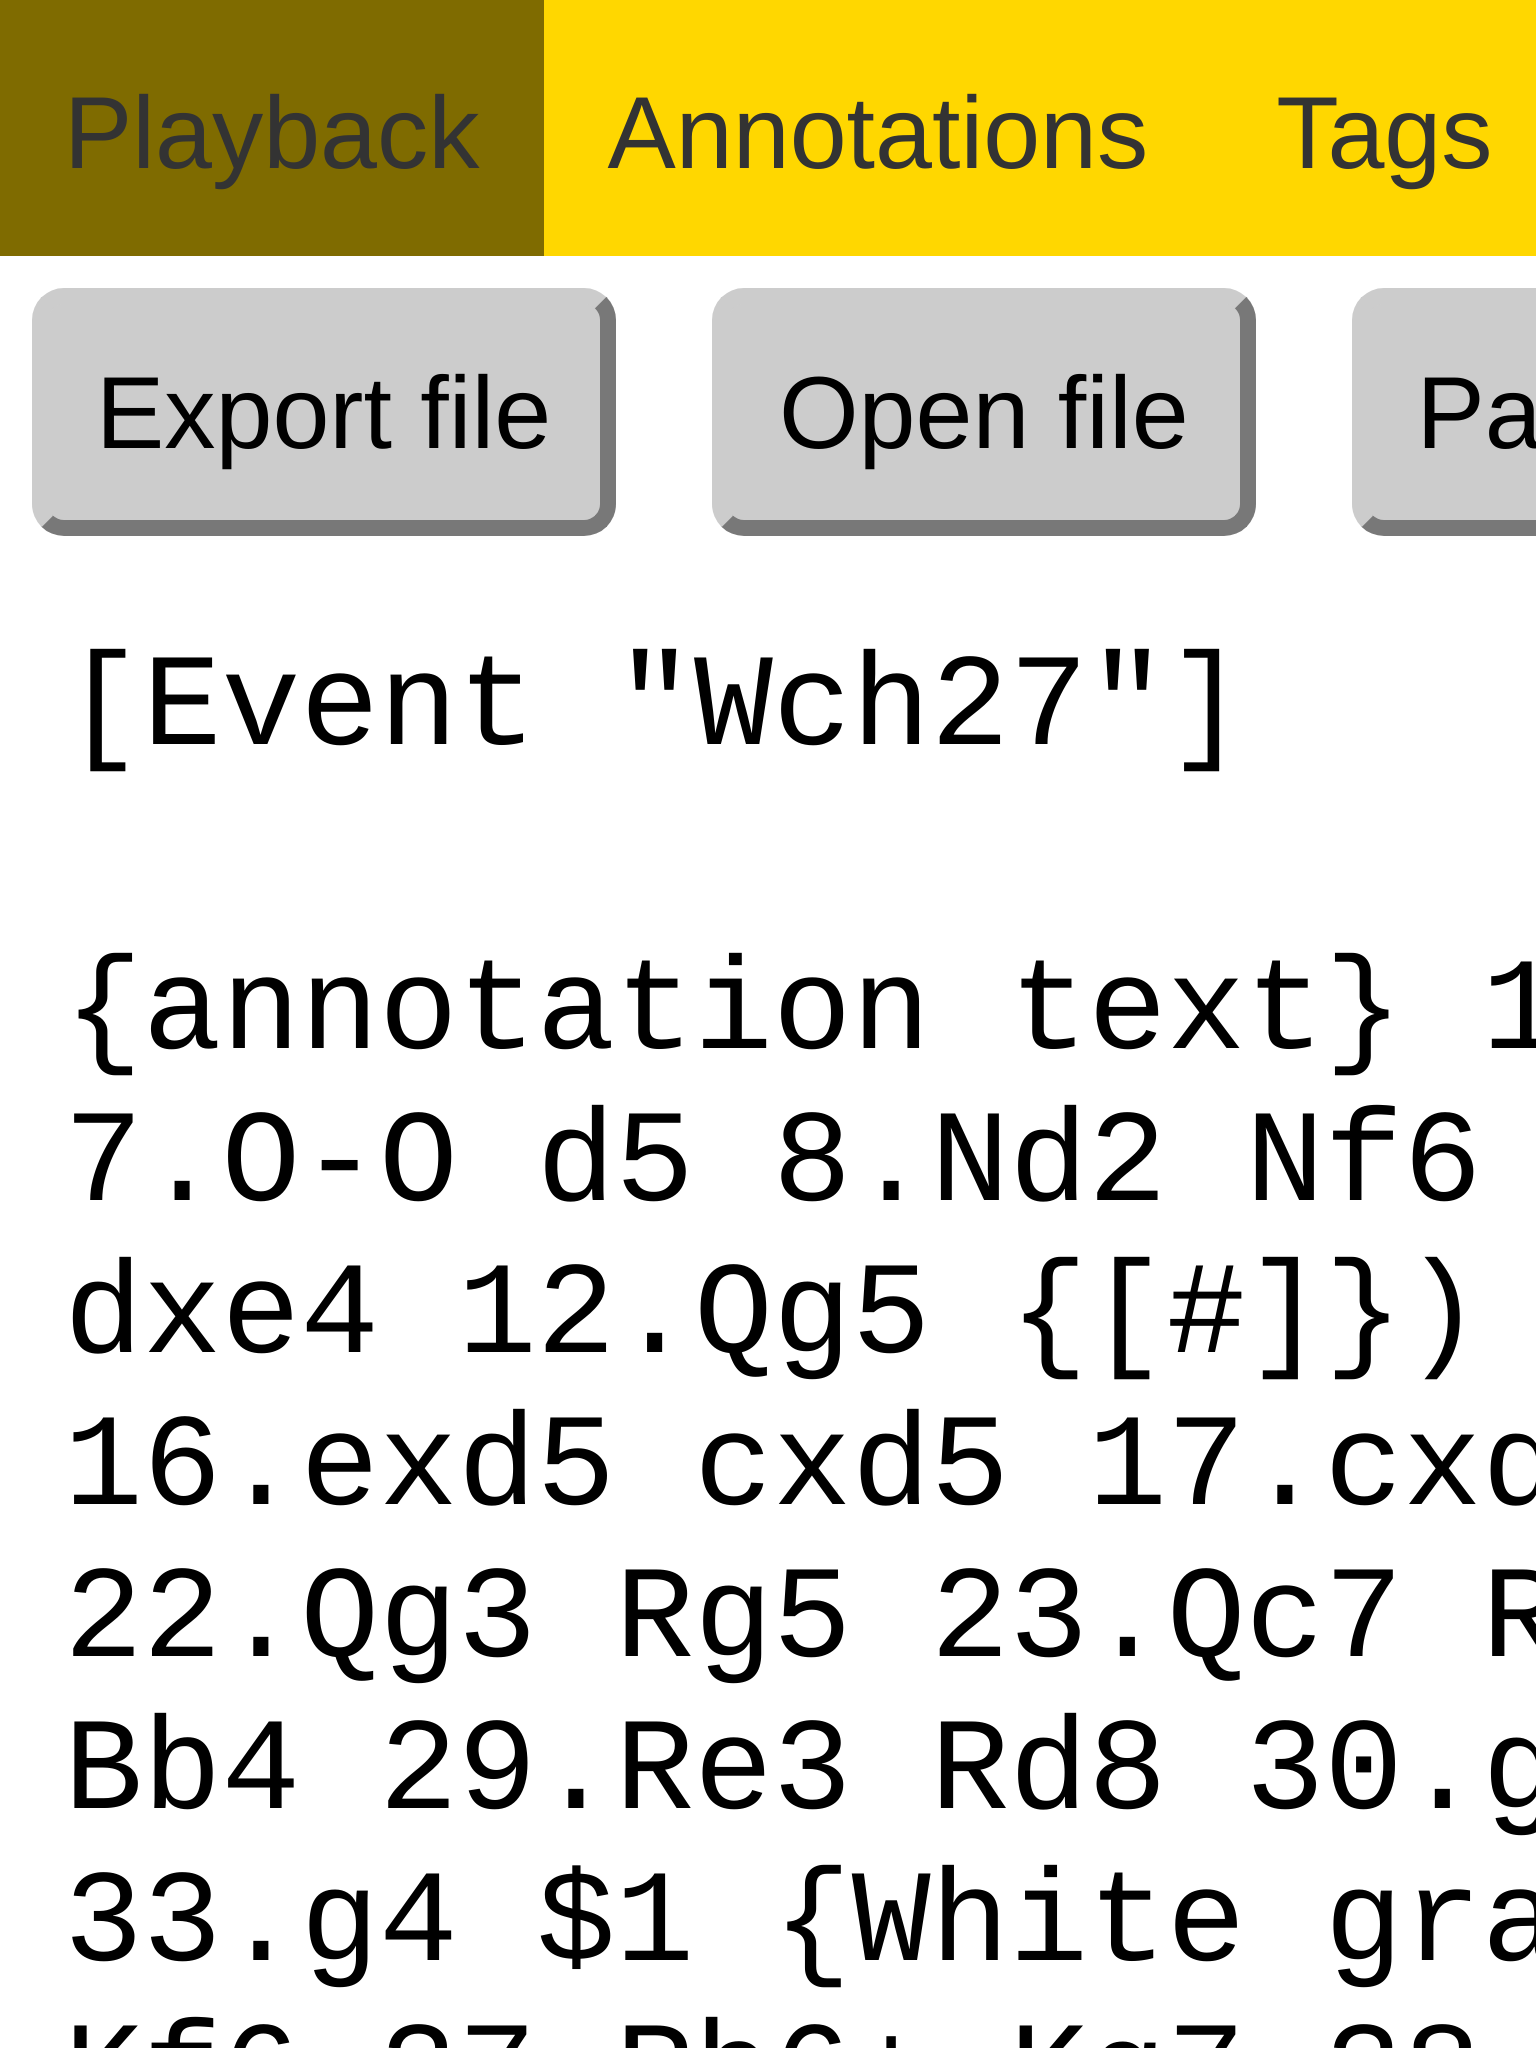 Playback Annotations Tags
Export file Open file Pa
[Event "Wch27"]
{annotation text} 1
7.O-O d5 8.Nd2 Nf6
dxe4 12.Qg5 {[#]})
16.exd5 cxd5 17.cxd
22.Qg3 Rg5 23.Qc7 R
Bb4 29.Re3 Rd8 30.g
33.g4 $1 {White gra